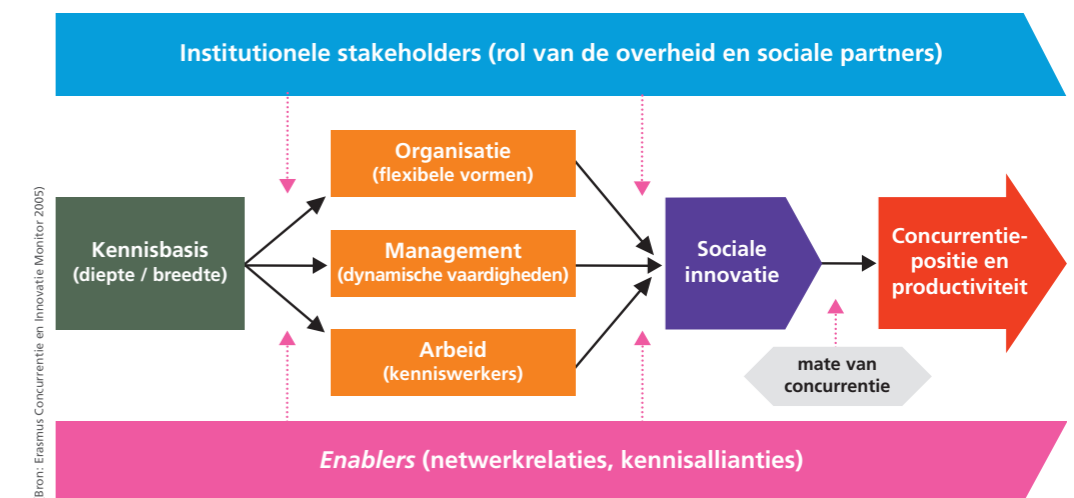 Institutionele stakeholders (rol van de overheid en sociale partners)
Organisatie
(flexibele vormen)
Kennisbasis
(diepte / breedte)
Management
(dynamische vaardigheden)
Arbeid
(kenniswerkers)
Sociale
innovatie
Concurrentie-
positie en
productiviteit
mate van
concurrentie
Enablers (netwerkrelaties, kennisallianties)
Bron: Erasmus Concurrentie en Innovatie Monitor 2005)